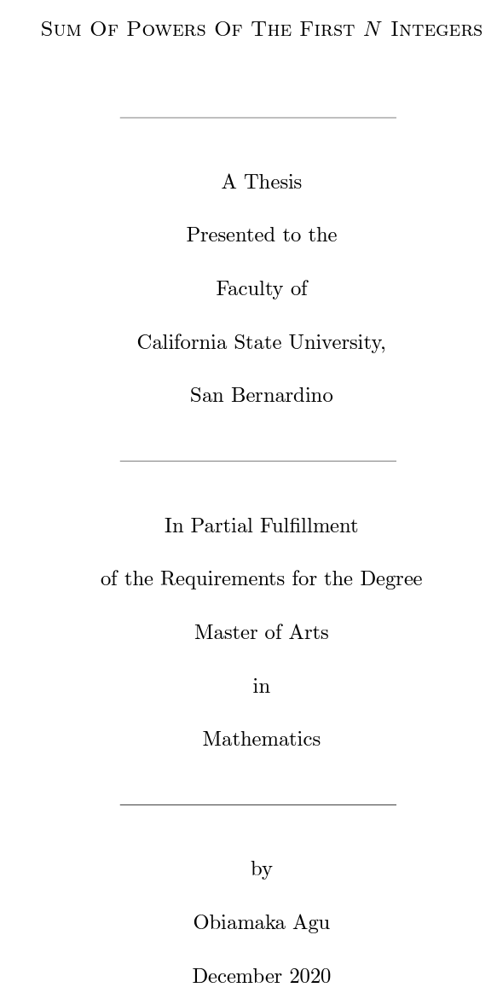 Sum Of Powers Of The First N Integers
A Thesis
Presented to the
Faculty of
California State University,
San Bernardino
In Partial Fulfillment
of the Requirements for the Degree
Master of Arts
in
Mathematics
by
Obiamaka Agu
December 2020